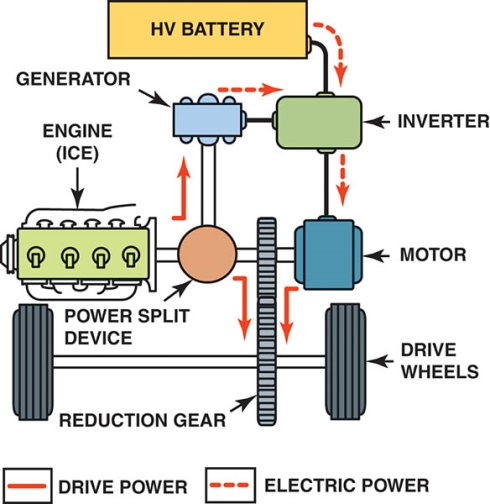 HV BATTERY
GENERATOR
ENGINE
(ICE)
INVERTER
MOTOR
POWER SPLIT
DEVICE
DRIVE
WHEELS
REDUCTION GEAR
DRIVE POWER
ELECTRIC POWER